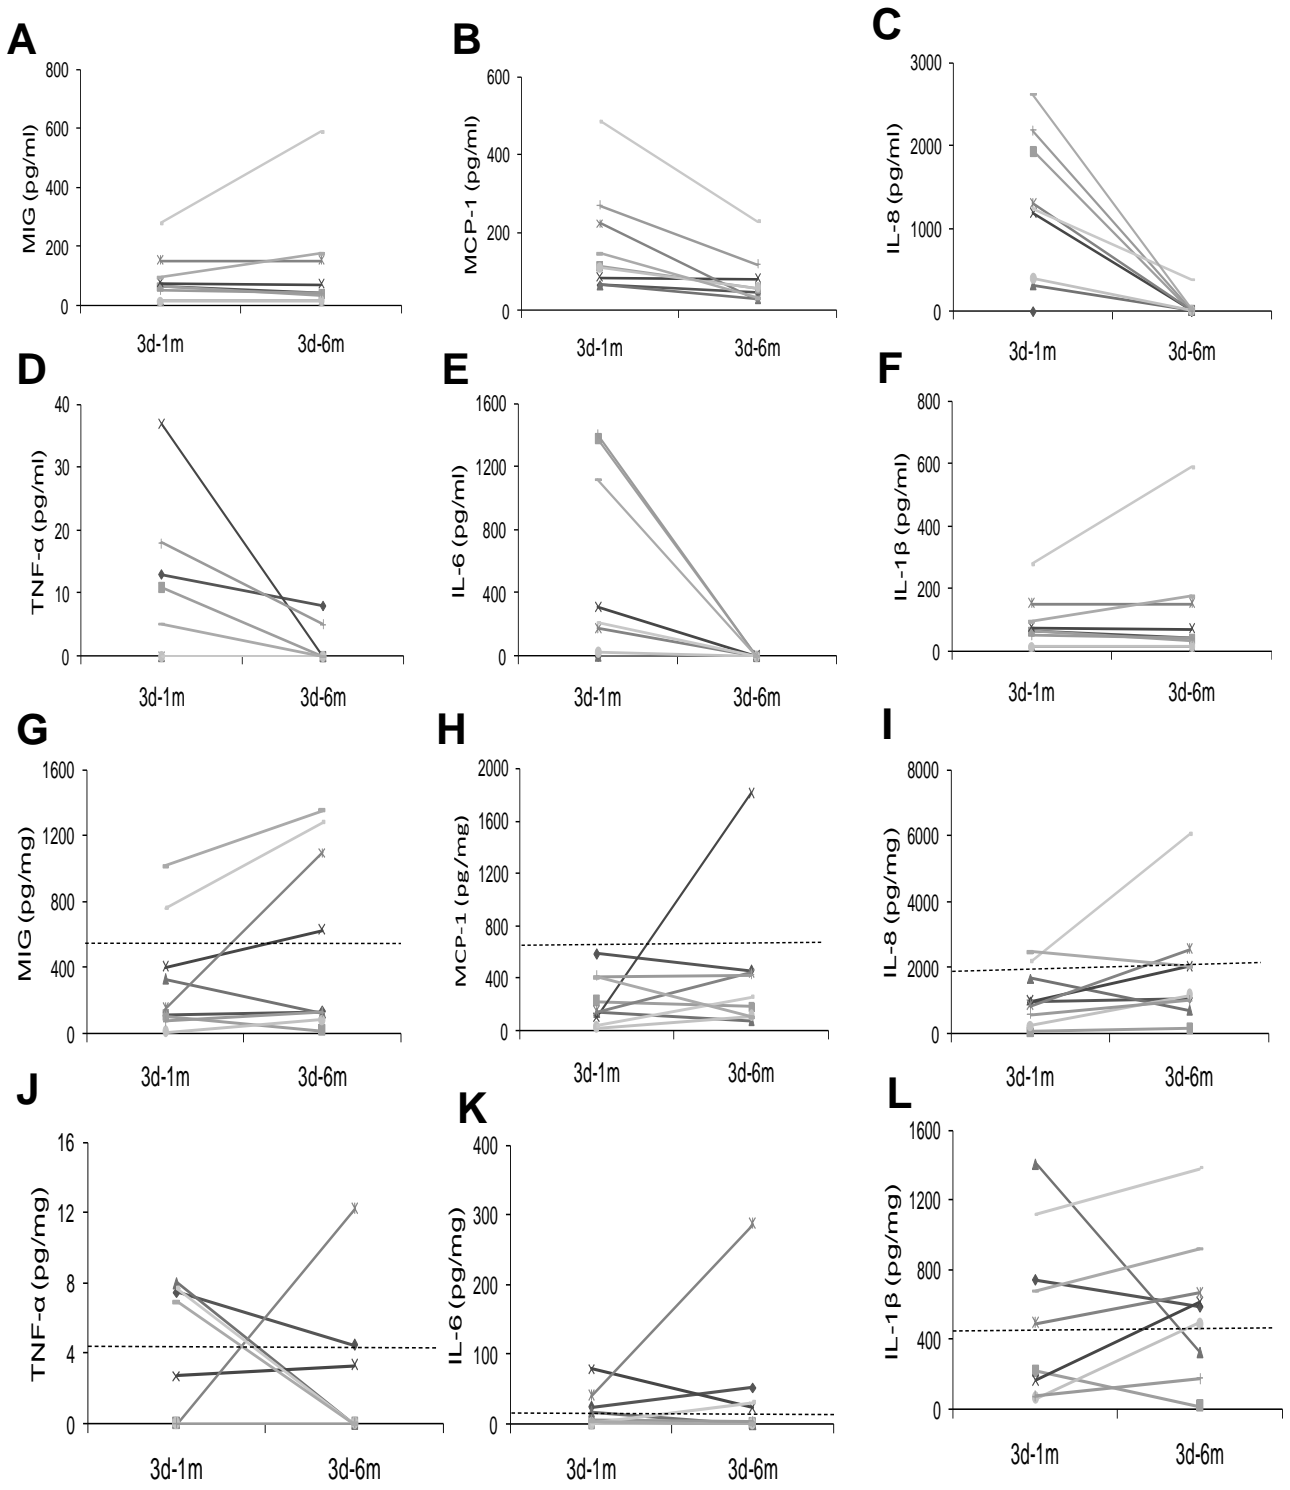 A
MIG (pg/ml)
800
600
400
200
0
3d-1m 3d-6m
B
MCP-1 (pg/ml)
600
400
200
0
3d-1m 3d-6m
C
IL-8 (pg/ml)
3000
2000
1000
0
3d-1m 3d-6m
D
TNF-α (pg/ml)
40
30
20
10
0
3d-1m 3d-6m
E
IL-6 (pg/ml)
1600
1200
800
400
0
3d-1m 3d-6m
F
IL-1β (pg/ml)
800
600
400
200
0
3d-1m 3d-6m
G
MIG (pg/mg)
1600
1200
800
400
0
3d-1m 3d-6m
H
MCP-1 (pg/mg)
2000
1600
1200
800
400
0
3d-1m 3d-6m
I
IL-8 (pg/mg)
8000
6000
4000
2000
0
3d-1m 3d-6m
J
TNF-α (pg/mg)
16
12
8
4
0
3d-1m 3d-6m
K
IL-6 (pg/mg)
400
300
200
100
0
3d-1m 3d-6m
L
IL-1β (pg/mg)
1600
1200
800
400
0
3d-1m 3d-6m